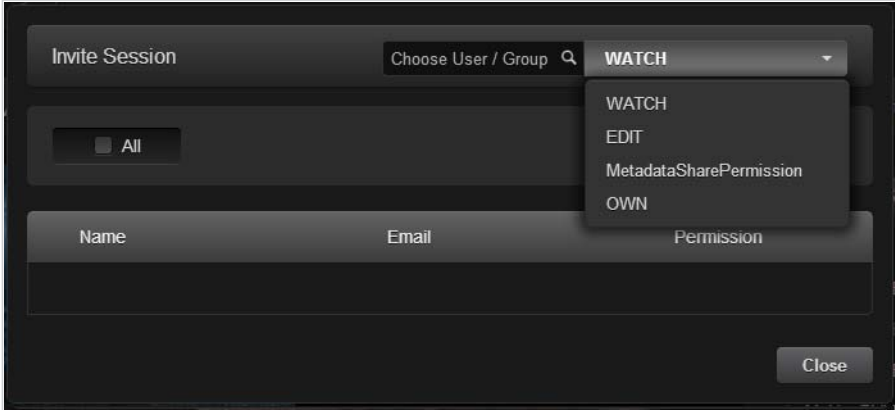 Invite Session
Choose User / Group
WATCH
WATCH
EDIT
MetadataSharePermission
OWN
All
Name Email Permission
Close